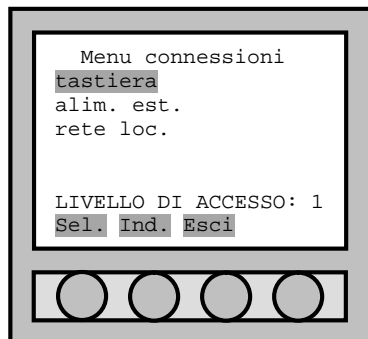 Menu connessioni
tastiera
alim. est.
rete loc.
LIVELLO DI ACCESSO: 1
Sel. Ind. Esci